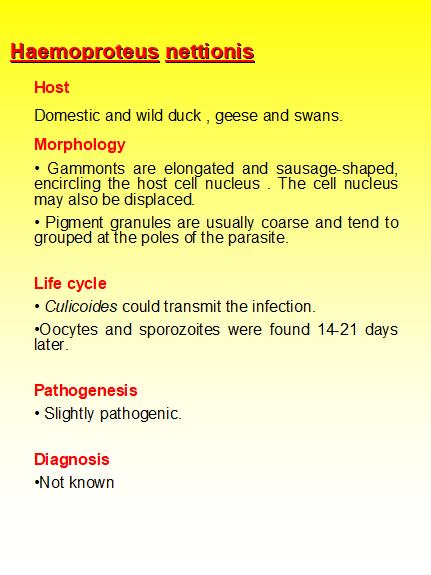 Haemoproteus nettionis
Host
Domestic and wild duck , geese and swans.
Morphology
• Gammonts are elongated and sausage-shaped,
encircling the host cell nucleus . The cell nucleus
may also be displaced.
• Pigment granules are usually coarse and tend to
grouped at the poles of the parasite.
Life cycle
• Culicoides could transmit the infection.
•Oocytes and sporozoites were found 14-21 days
later.
Pathogenesis
• Slightly pathogenic.
Diagnosis
•Not known